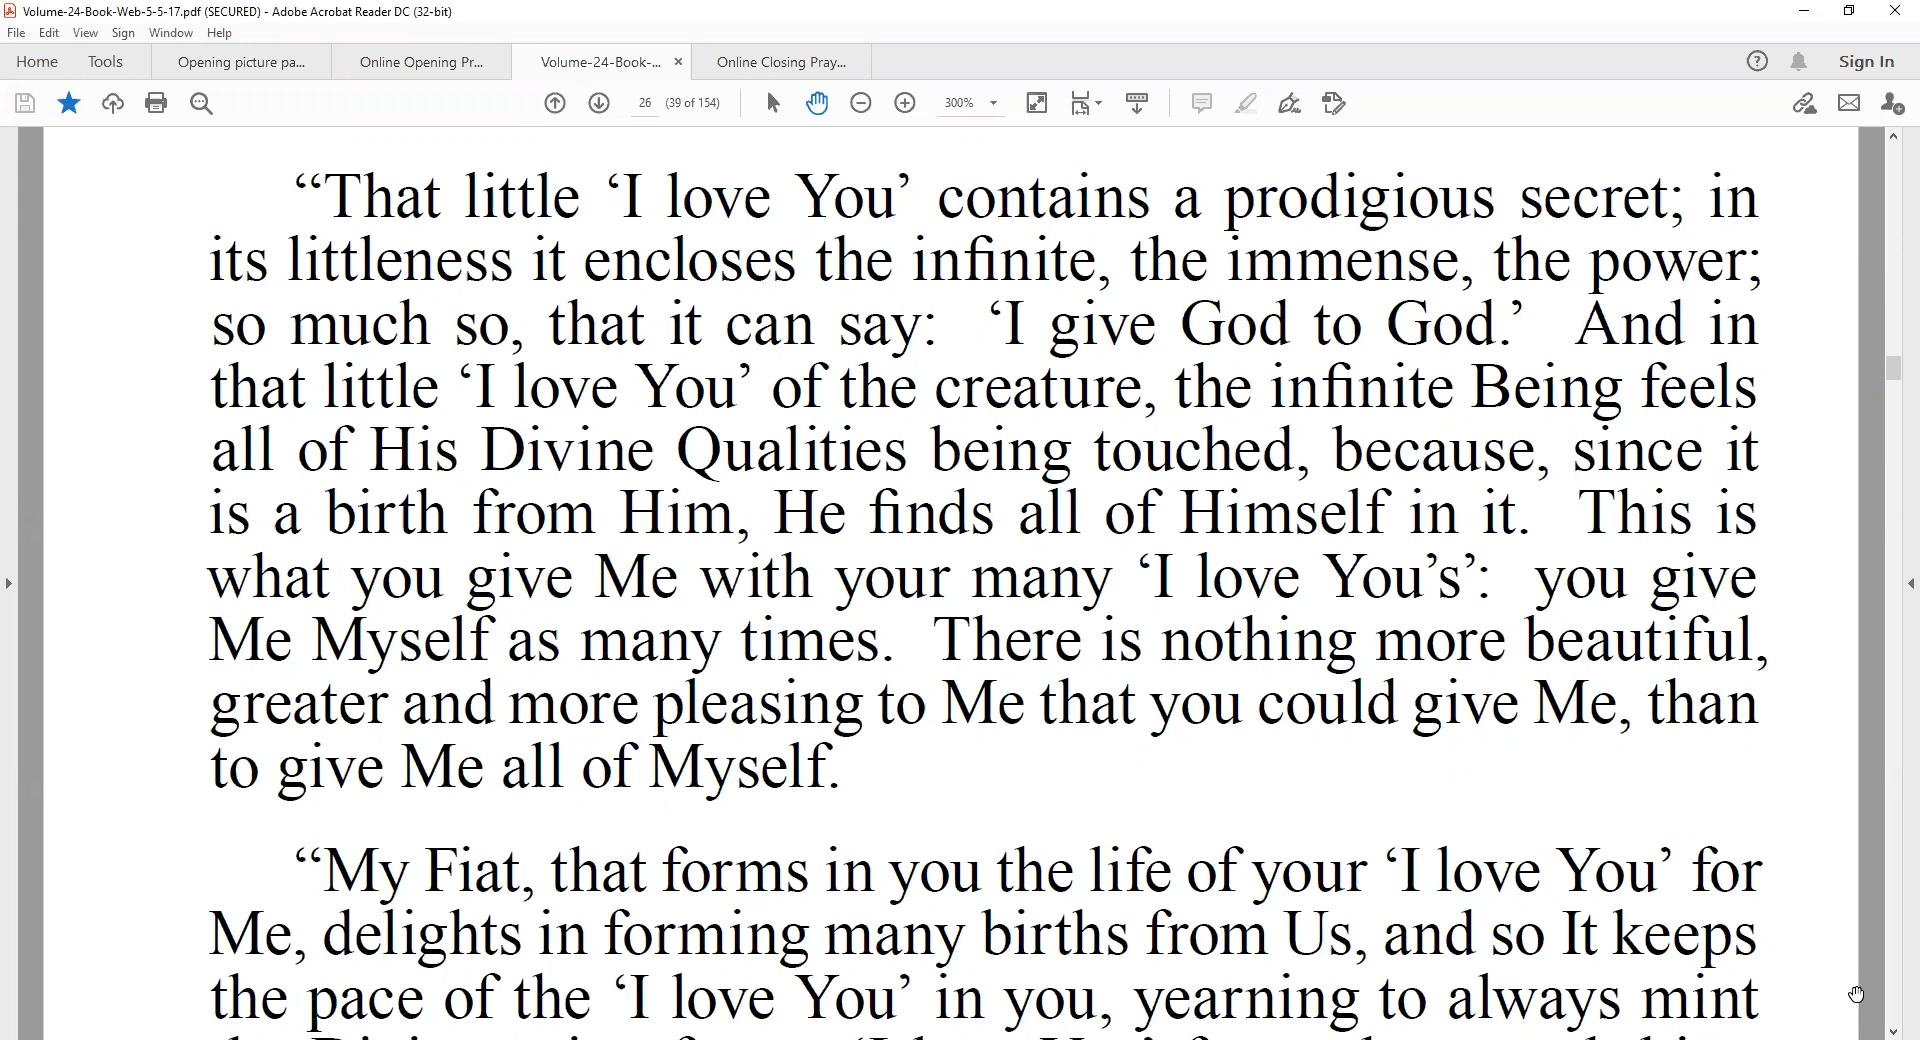 Volume-24-Book-Web-5-5-17.pdf (SECURED) - Adobe Acrobat Reader DC (32-bit)
File Edit View Sign Window Help
Home Tools Opening picture pa... Online Opening Pr... Volume-24-Book-... × Online Closing Pray... Sign In
26 (39 of 154) 300%
“That little ‘I love You’ contains a prodigious secret; in
its littleness it encloses the infinite, the immense, the power;
so much so, that it can say: ‘I give God to God.’ And in
that little ‘I love You’ of the creature, the infinite Being feels
all of His Divine Qualities being touched, because, since it
is a birth from Him, He finds all of Himself in it. This is
what you give Me with your many ‘I love You’s’: you give
Me Myself as many times. There is nothing more beautiful,
greater and more pleasing to Me that you could give Me, than
to give Me all of Myself.
“My Fiat, that forms in you the life of your ‘I love You’ for
Me, delights in forming many births from Us, and so It keeps
the pace of the ‘I love You’ in you, yearning to always mint